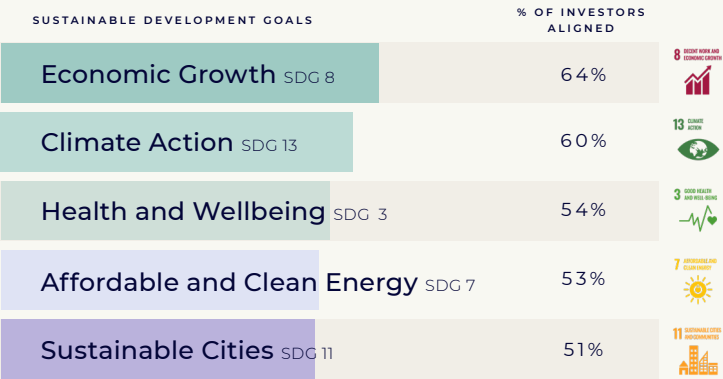 SUSTAINABLE DEVELOPMENT GOALS
% OF INVESTORS
ALIGNED
Economic Growth SDG 8
64%
8 DECENT WORK AND
ECONOMIC GROWTH
Climate Action SDG 13
60%
13 CLIMATE
ACTION
Health and Wellbeing SDG 3
54%
3 GOOD HEALTH
AND WELL-BEING
Affordable and Clean Energy SDG 7
53%
7 AFFORDABLE AND
CLEAN ENERGY
Sustainable Cities SDG 11
51%
11 SUSTAINABLE CITIES
AND COMMUNITIES